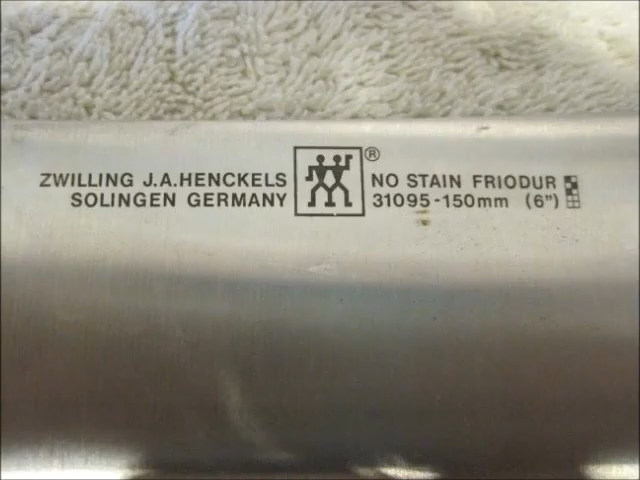 ZWILLING J.A.HENCKELS
SOLINGEN GERMANY
®
NO STAIN FRIODUR
31095-150mm (6")